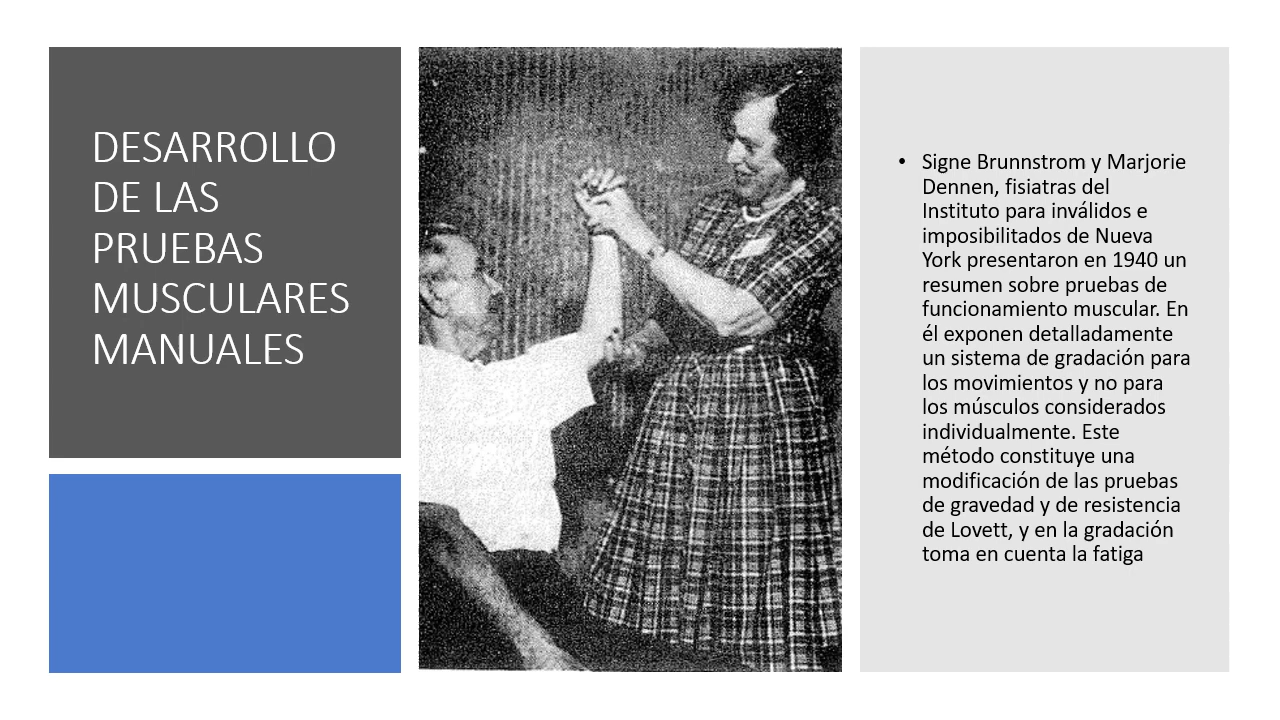 DESARROLLO
DE LAS
PRUEBAS
MUSCULARES
MANUALES
• Signe Brunnstrom y Marjorie
Dennen, fisiatras del
Instituto para inválidos e
imposibilitados de Nueva
York presentaron en 1940 un
resumen sobre pruebas de
funcionamiento muscular. En
él exponen detalladamente
un sistema de gradación para
los movimientos y no para
los músculos considerados
individualmente. Este
método constituye una
modificación de las pruebas
de gravedad y de resistencia
de Lovett, y en la gradación
toma en cuenta la fatiga